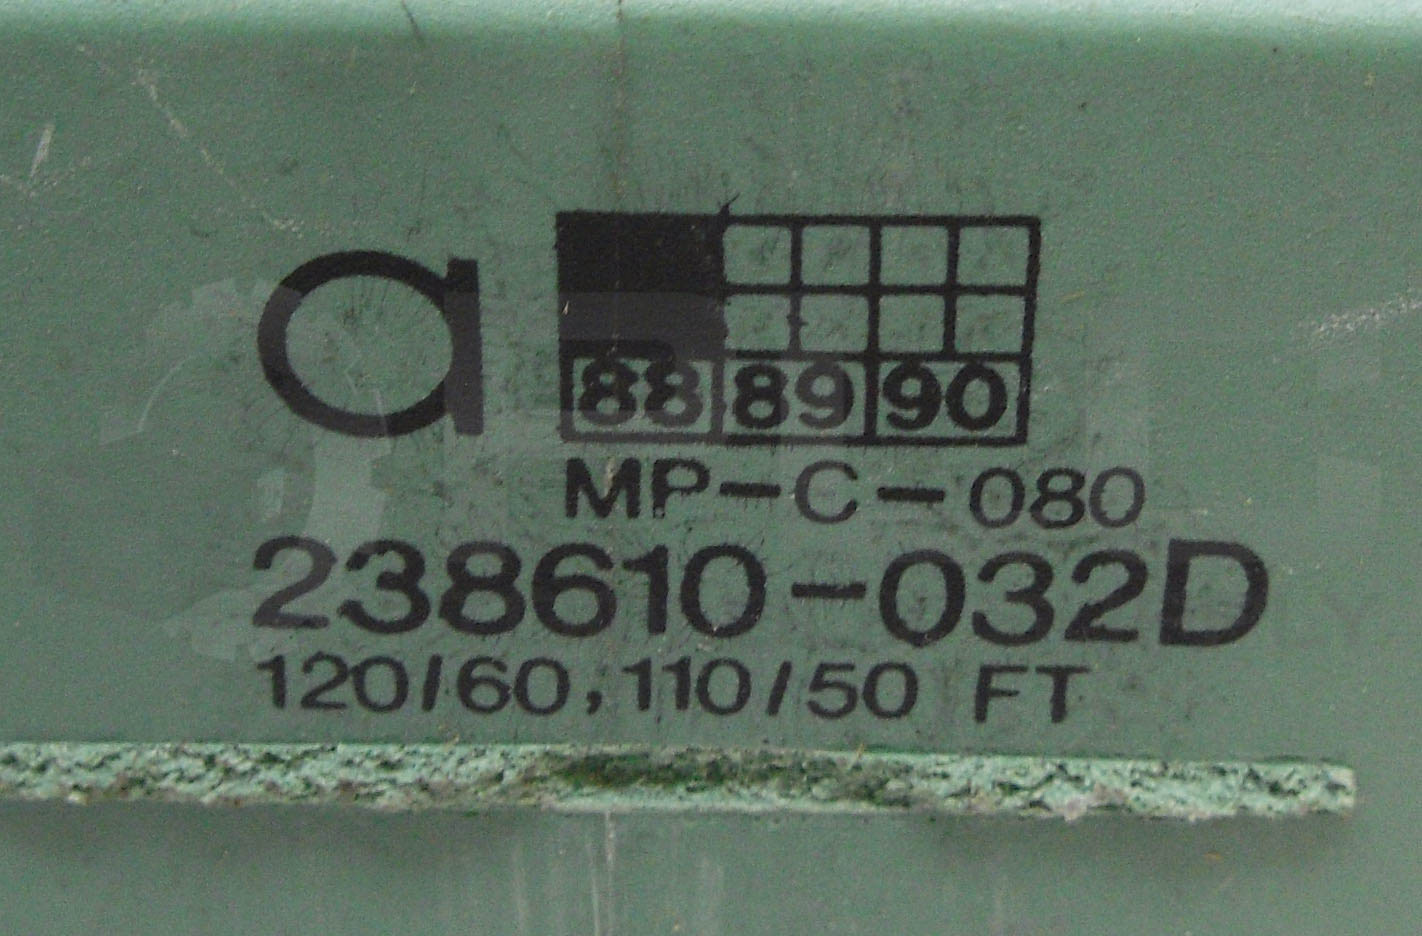 a
88 89 90
MP-C-080
238610-032D
120/60, 110/50 FT